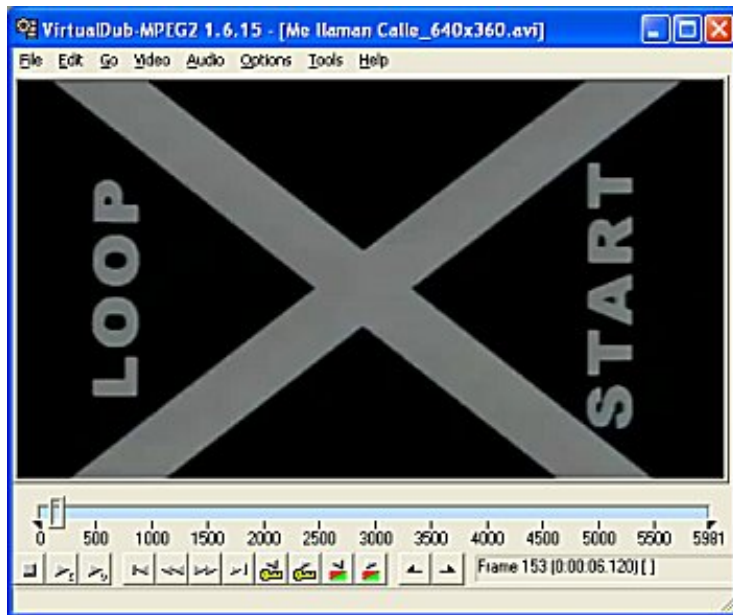 VirtualDub-MPEG2 1.6.15 - [Me llaman Calle_640x360.avi]
File Edit Go Video Audio Options Tools Help
LOOP
START
0 500 1000 1500 2000 2500 3000 3500 4000 4500 5000 5500 5981
Frame 153 (0:00:06.120) [ ]